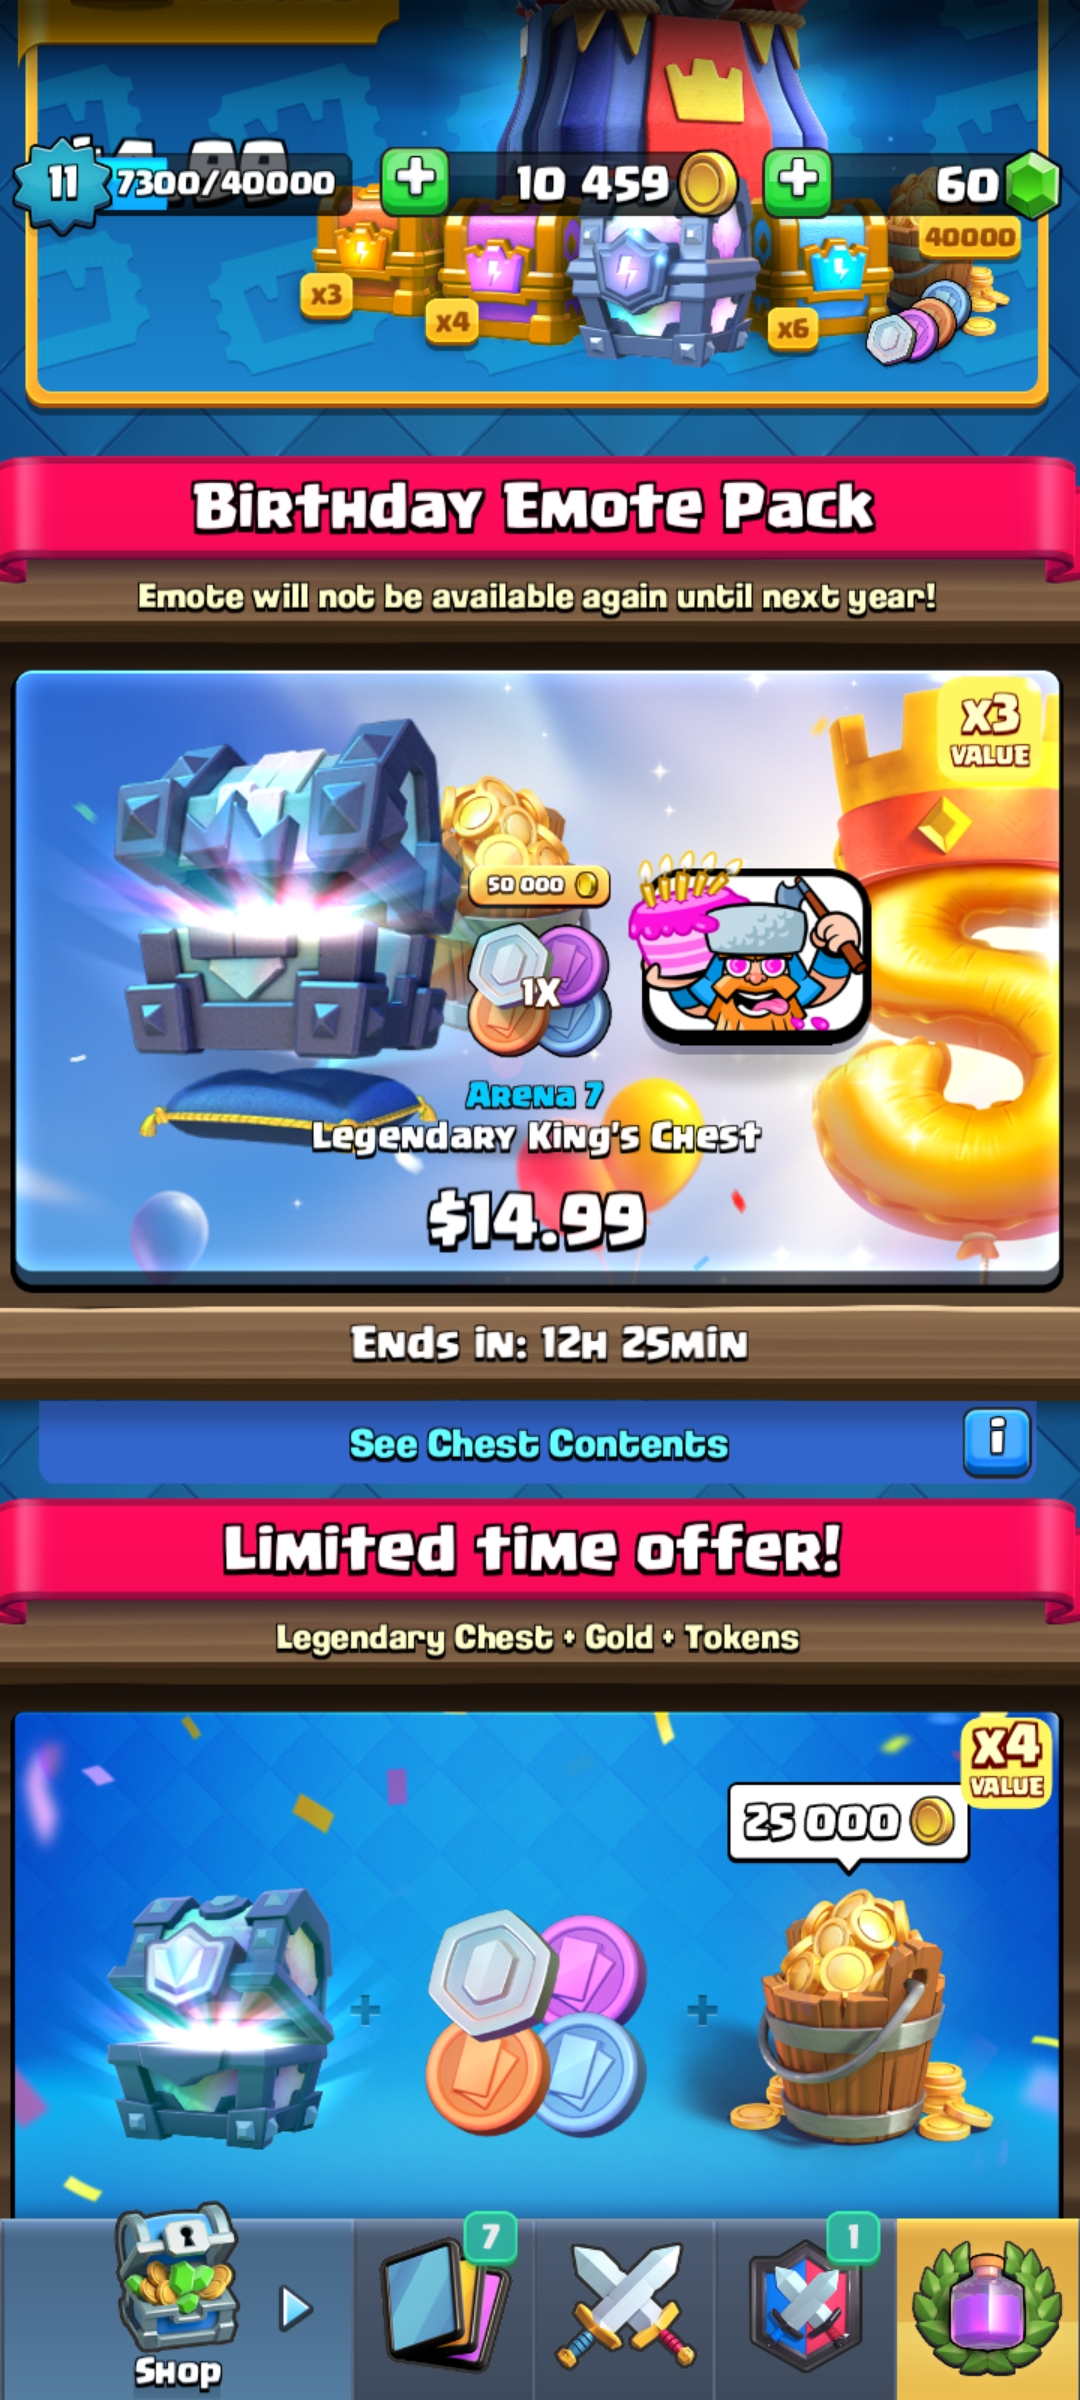 11
7300/40000
10 459
60
40000
x3
x4
x6
Birthday Emote Pack
Emote will not be available again until next year!
x3
VALUE
50 000
1X
Arena 7
Legendary King's Chest
$14.99
Ends in: 12H 25MIN
See Chest Contents
i
Limited time offer!
Legendary Chest + Gold + Tokens
x4
VALUE
25 000
7
1
Shop